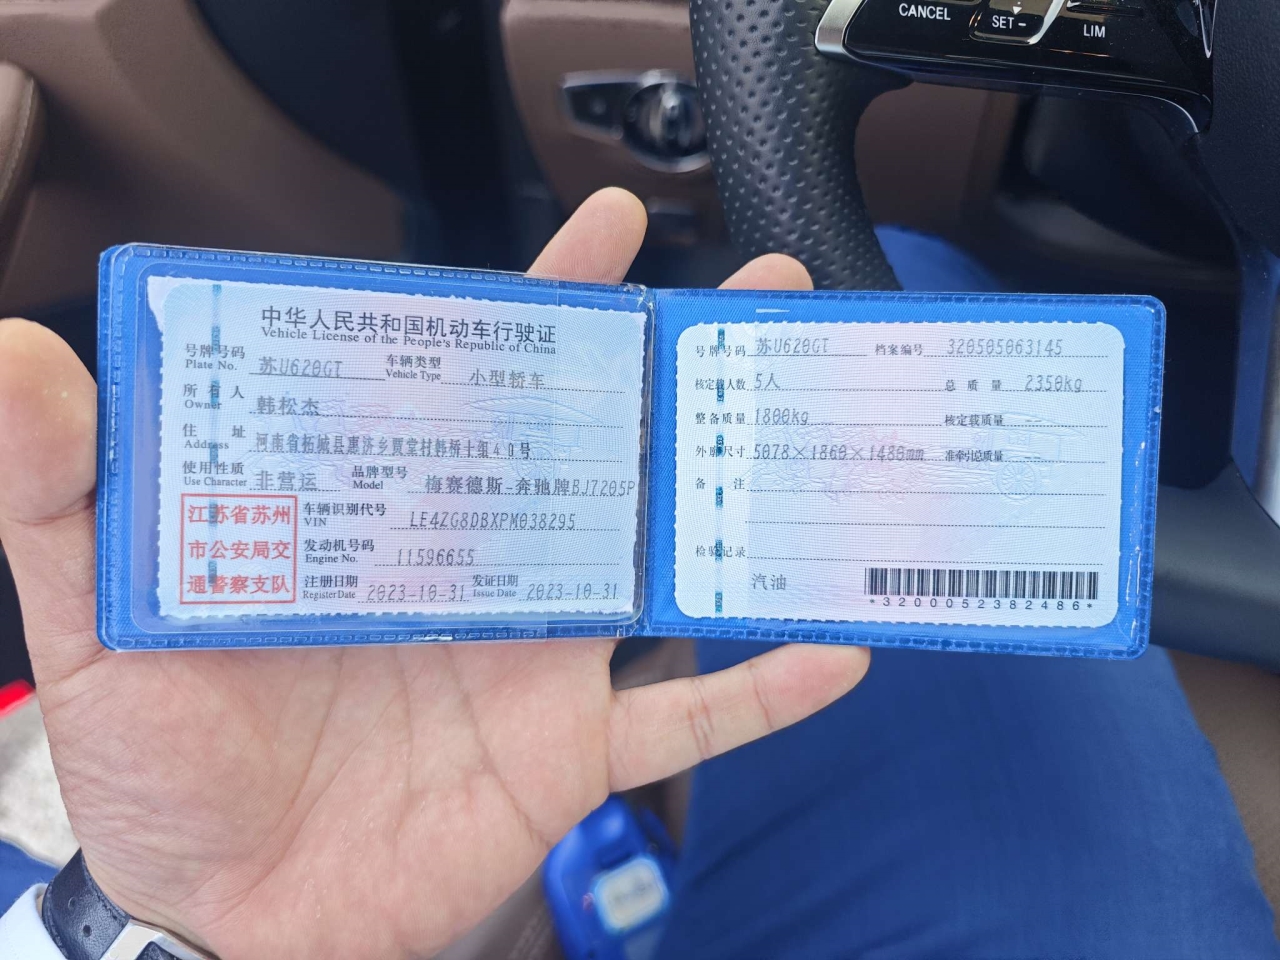 CANCEL
SET-
LIM
中华人民共和国机动车行驶证
Vehicle License of the People's Republic of China
号牌号码 苏U620GT 车辆类型 小型轿车
Plate No. Vehicle Type
所有人 韩松杰
Owner
住址 河南省柘城县惠济乡贾堂村韩桥土组40号
Address
使用性质 非营运 品牌型号 梅赛德斯-奔驰牌BJ7205P
Use Character Model
江苏省苏州
市公安局交
通警察支队
车辆识别代号 LE4ZG8DBXPM038295
VIN
发动机号码 11596655
Engine No.
注册日期 2023-10-31 发证日期 2023-10-31
Register Date Issue Date
号牌号码 苏U620GT 档案编号 320505063145
核定载人数 5人 总质量 2350kg
整备质量 1800kg 核定载质量 --
外廓尺寸 5078×1860×1480mm 准牵引总质量 --
备注
检验记录
汽油
*3200052382486*